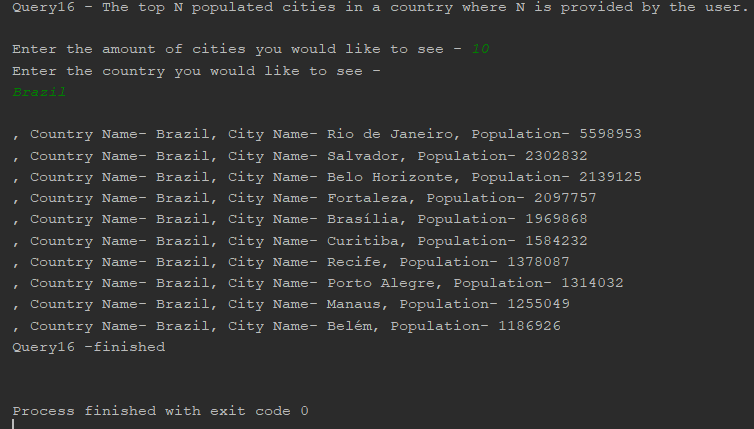 Query16 - The top N populated cities in a country where N is provided by the user.
Enter the amount of cities you would like to see - 10
Enter the country you would like to see -
Brazil
, Country Name- Brazil, City Name- Rio de Janeiro, Population- 5598953
, Country Name- Brazil, City Name- Salvador, Population- 2302832
, Country Name- Brazil, City Name- Belo Horizonte, Population- 2139125
, Country Name- Brazil, City Name- Fortaleza, Population- 2097757
, Country Name- Brazil, City Name- Brasília, Population- 1969868
, Country Name- Brazil, City Name- Curitiba, Population- 1584232
, Country Name- Brazil, City Name- Recife, Population- 1378087
, Country Name- Brazil, City Name- Porto Alegre, Population- 1314032
, Country Name- Brazil, City Name- Manaus, Population- 1255049
, Country Name- Brazil, City Name- Belém, Population- 1186926
Query16 -finished
Process finished with exit code 0